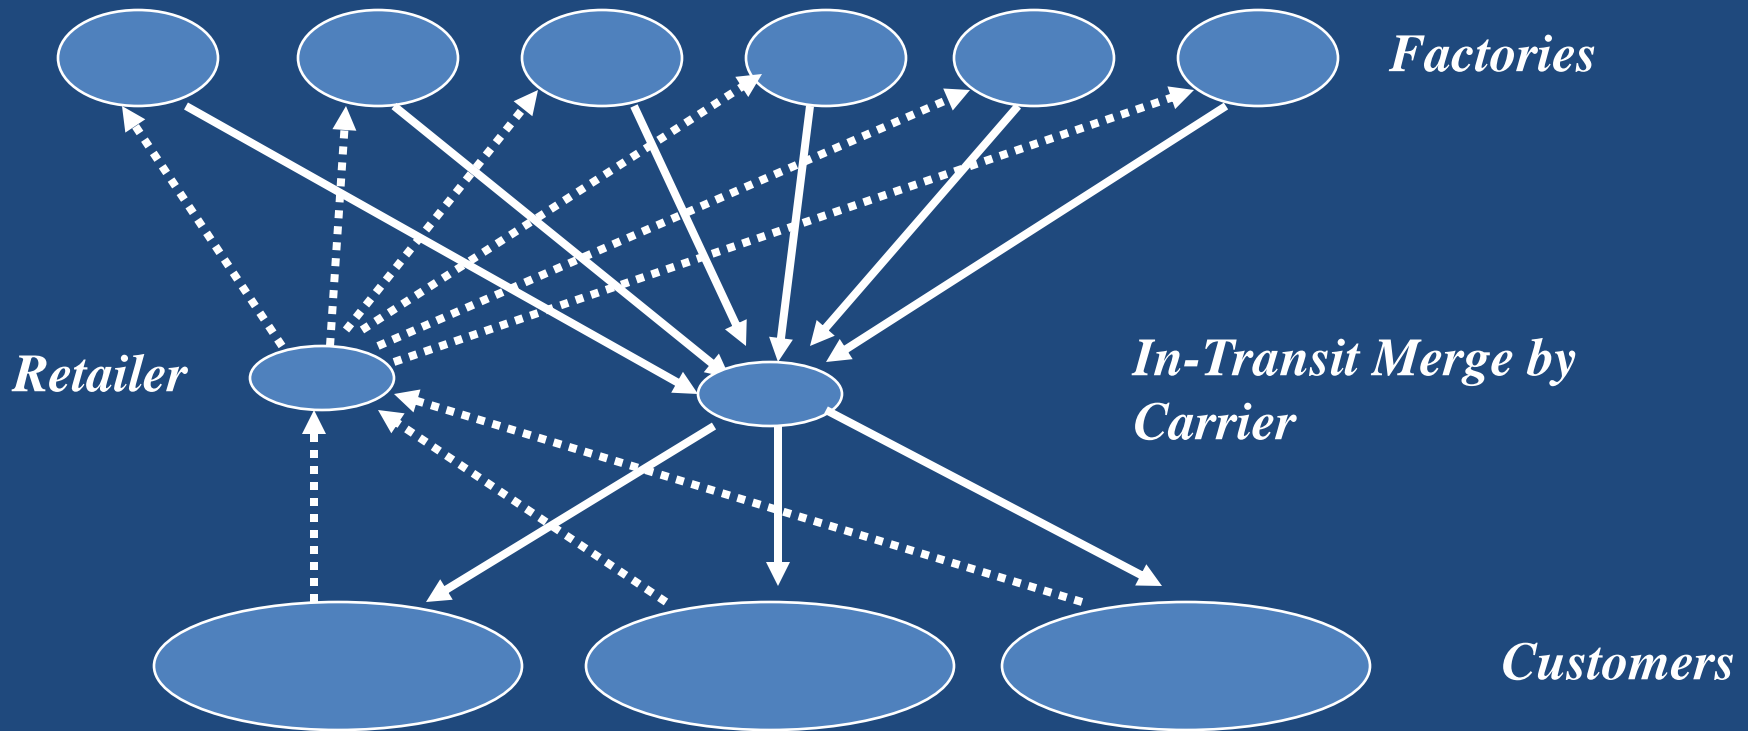 Factories
Retailer
In-Transit Merge by
Carrier
Customers